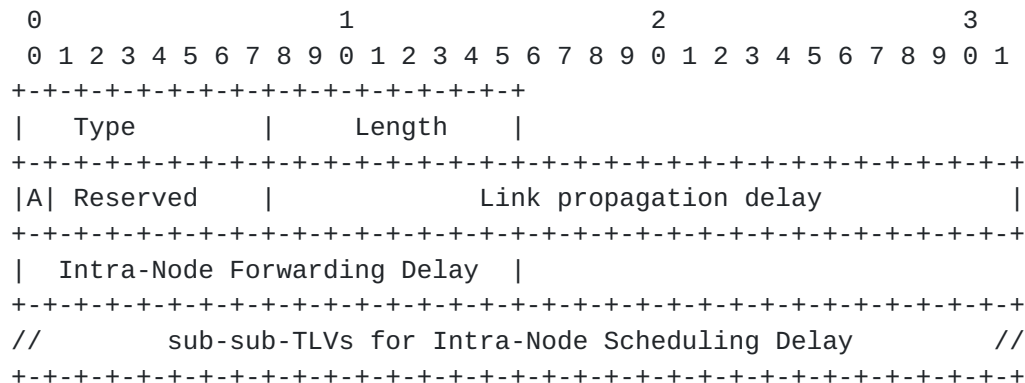 0                   1                   2                   3
 0 1 2 3 4 5 6 7 8 9 0 1 2 3 4 5 6 7 8 9 0 1 2 3 4 5 6 7 8 9 0 1
+-+-+-+-+-+-+-+-+-+-+-+-+-+-+-+-+
|   Type        |     Length    |
+-+-+-+-+-+-+-+-+-+-+-+-+-+-+-+-+-+-+-+-+-+-+-+-+-+-+-+-+-+-+-+-+
|A| Reserved    |             Link propagation delay            |
+-+-+-+-+-+-+-+-+-+-+-+-+-+-+-+-+-+-+-+-+-+-+-+-+-+-+-+-+-+-+-+-+
|  Intra-Node Forwarding Delay  |
+-+-+-+-+-+-+-+-+-+-+-+-+-+-+-+-+-+-+-+-+-+-+-+-+-+-+-+-+-+-+-+-+
//        sub-sub-TLVs for Intra-Node Scheduling Delay         //
+-+-+-+-+-+-+-+-+-+-+-+-+-+-+-+-+-+-+-+-+-+-+-+-+-+-+-+-+-+-+-+-+